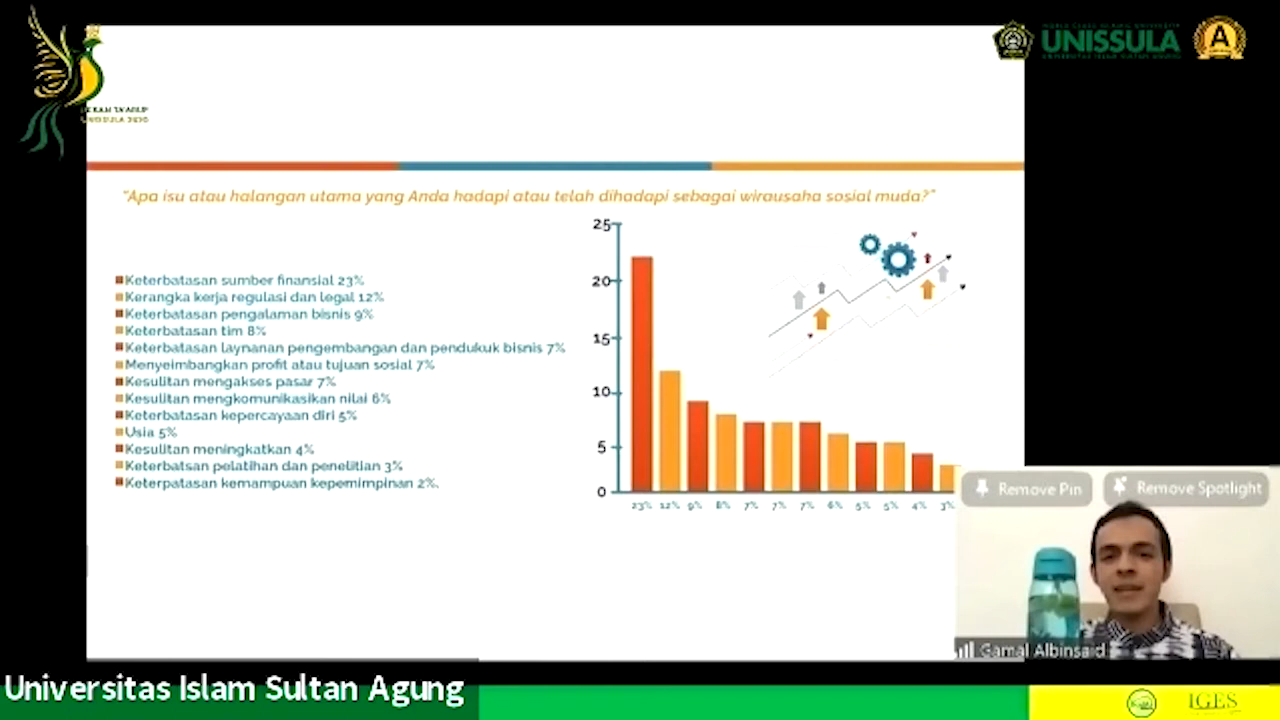 UNISSULA
A
"Apa isu atau halangan utama yang Anda hadapi atau telah dihadapi sebagai wirausaha sosial muda?"
Keterbatasan sumber finansial 23%
Kerangka kerja regulasi dan legal 12%
Keterbatasan pengalaman bisnis 9%
Keterbatasan tim 8%
Keterbatasan laynanan pengembangan dan pendukuk bisnis 7%
Menyeimbangkan profit atau tujuan sosial 7%
Kesulitan mengakses pasar 7%
Kesulitan mengkomunikasikan nilai 6%
Keterbatasan kepercayaan diri 5%
Usia 5%
Kesulitan meningkatkan 4%
Keterbatsan pelatihan dan penelitian 3%
Keterpatasan kemampuan kepemimpinan 2%.
25
20
15
10
5
0
23% 12% 9% 8% 7% 7% 7% 6% 5% 5% 4% 3%
Remove Pin
Remove Spotlight
Gamal Albinsaid
Universitas Islam Sultan Agung
IGES